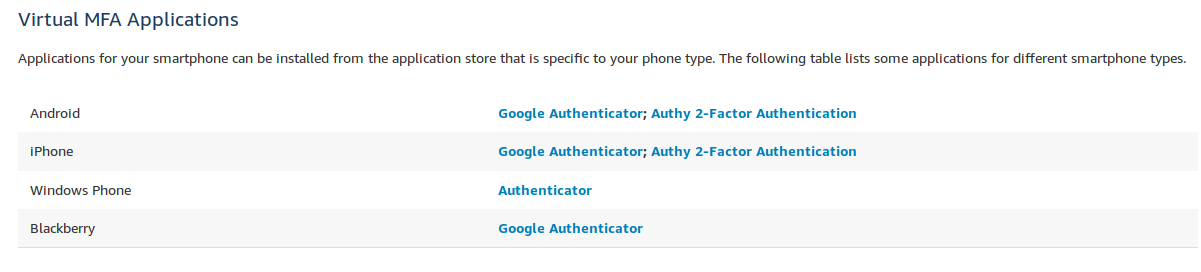 Virtual MFA Applications
Applications for your smartphone can be installed from the application store that is specific to your phone type. The following table lists some applications for different smartphone types.
Android Google Authenticator; Authy 2-Factor Authentication
iPhone Google Authenticator; Authy 2-Factor Authentication
Windows Phone Authenticator
Blackberry Google Authenticator